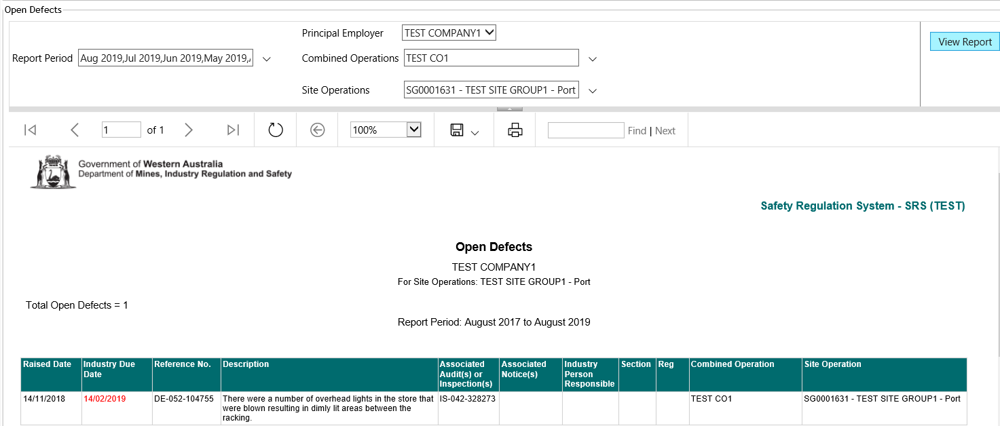 Open Defects
Principal Employer TEST COMPANY1
View Report
Report Period Aug 2019,Jul 2019,Jun 2019,May 2019,
Combined Operations TEST CO1
Site Operations SG0001631 - TEST SITE GROUP1 - Port
1 of 1 100% Find | Next
Government of Western Australia
Department of Mines, Industry Regulation and Safety
Safety Regulation System - SRS (TEST)
Open Defects
TEST COMPANY1
For Site Operations: TEST SITE GROUP1 - Port
Total Open Defects = 1
Report Period: August 2017 to August 2019
Raised Date
Industry Due
Date
Reference No.
Description
Associated
Audit(s) or
Inspection(s)
Associated
Notice(s)
Industry
Person
Responsible
Section
Reg
Combined Operation
Site Operation
14/11/2018
14/02/2019
DE-052-104755
There were a number of overhead lights in the store that
were blown resulting in dimly lit areas between the
racking.
IS-042-328273
TEST CO1
SG0001631 - TEST SITE GROUP1 - Port